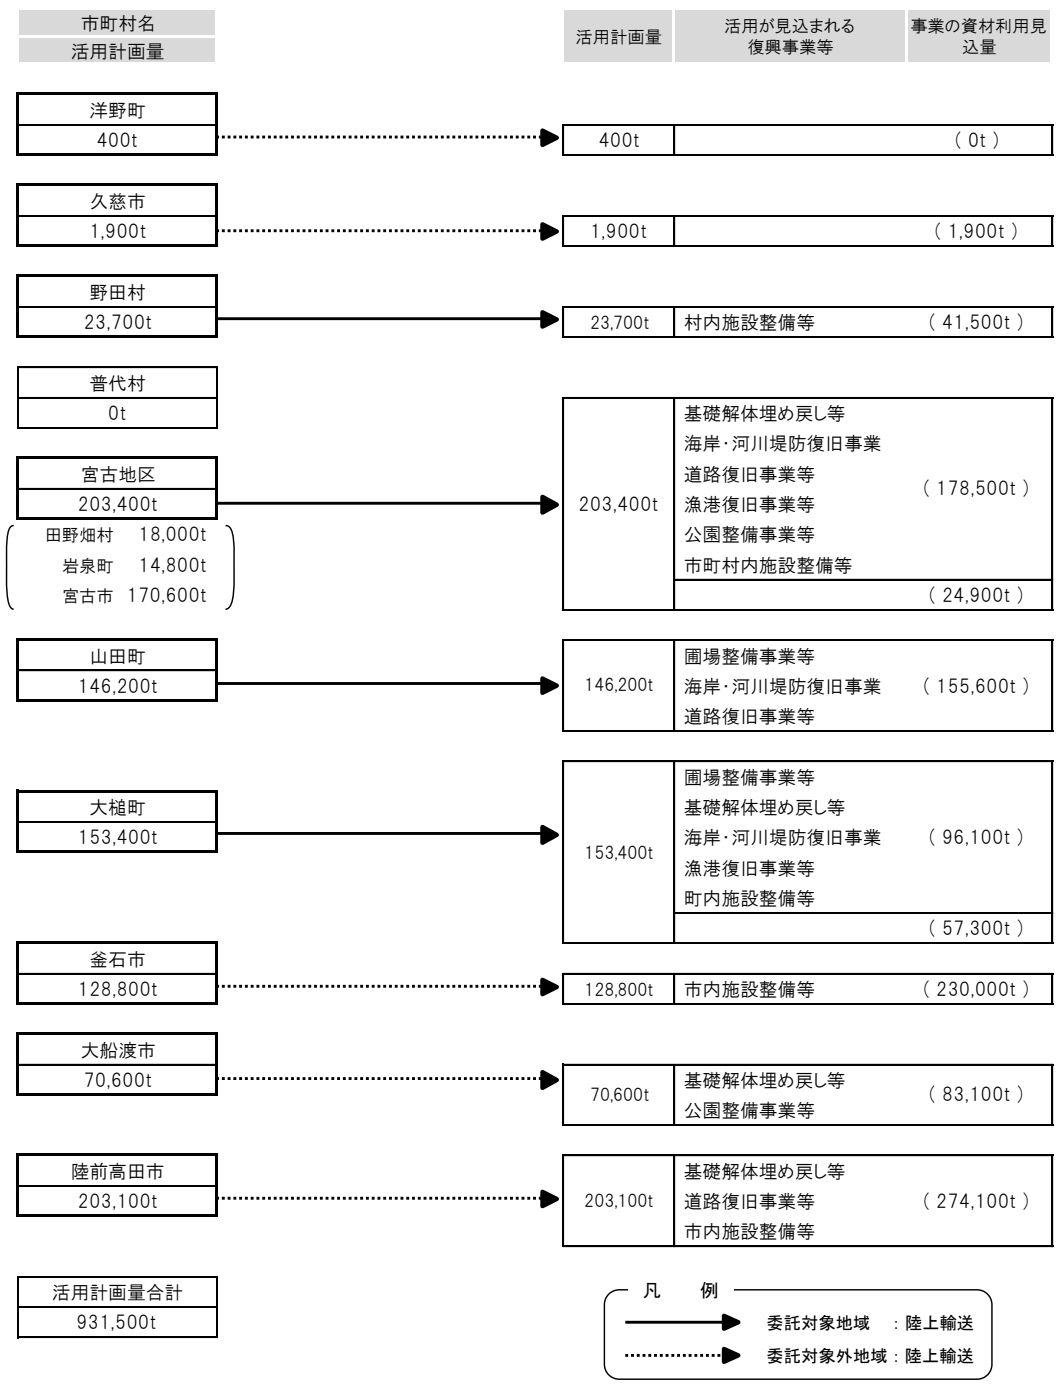 市町村名
活用計画量
活用計画量
活用が見込まれる
復興事業等
事業の資材利用見
込量
洋野町
400t
400t
( 0t )
久慈市
1,900t
1,900t
( 1,900t )
野田村
23,700t
23,700t
村内施設整備等
( 41,500t )
普代村
0t
宮古地区
203,400t
田野畑村 18,000t
岩泉町 14,800t
宮古市 170,600t
203,400t
基礎解体埋め戻し等
海岸・河川堤防復旧事業
道路復旧事業等
漁港復旧事業等
公園整備事業等
市町村内施設整備等
( 178,500t )
( 24,900t )
山田町
146,200t
146,200t
圃場整備事業等
海岸・河川堤防復旧事業
道路復旧事業等
( 155,600t )
大槌町
153,400t
153,400t
圃場整備事業等
基礎解体埋め戻し等
海岸・河川堤防復旧事業
漁港復旧事業等
町内施設整備等
( 96,100t )
( 57,300t )
釜石市
128,800t
128,800t
市内施設整備等
( 230,000t )
大船渡市
70,600t
70,600t
基礎解体埋め戻し等
公園整備事業等
( 83,100t )
陸前高田市
203,100t
203,100t
基礎解体埋め戻し等
道路復旧事業等
市内施設整備等
( 274,100t )
活用計画量合計
931,500t
凡 例
委託対象地域 : 陸上輸送
委託対象外地域 : 陸上輸送